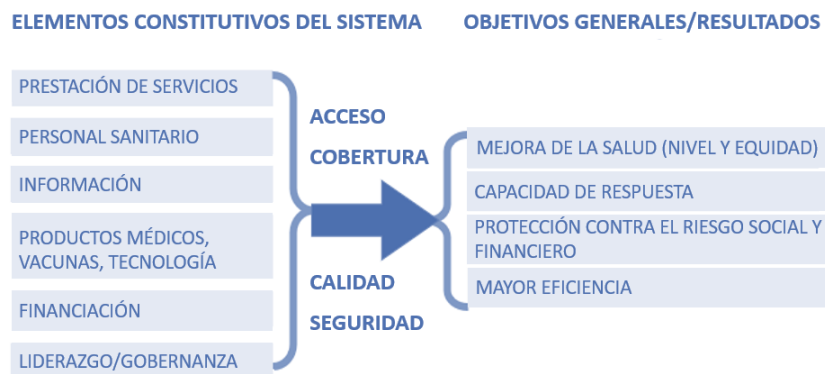 ELEMENTOS CONSTITUTIVOS DEL SISTEMA
PRESTACIÓN DE SERVICIOS
PERSONAL SANITARIO
INFORMACIÓN
PRODUCTOS MÉDICOS,
VACUNAS, TECNOLOGÍA
FINANCIACIÓN
LIDERAZGO/GOBERNANZA
ACCESO
COBERTURA
CALIDAD
SEGURIDAD
OBJETIVOS GENERALES/RESULTADOS
MEJORA DE LA SALUD (NIVEL Y EQUIDAD)
CAPACIDAD DE RESPUESTA
PROTECCIÓN CONTRA EL RIESGO SOCIAL Y
FINANCIERO
MAYOR EFICIENCIA